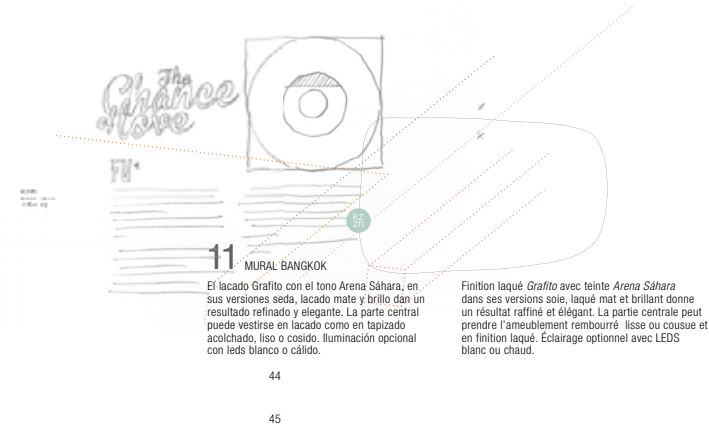 The
Chance
of love
kz
zn
11 MURAL BANGKOK
El lacado Grafito con el tono Arena Sáhara, en
sus versiones seda, lacado mate y brillo dan un
resultado refinado y elegante. La parte central
puede vestirse en lacado como en tapizado
acolchado, liso o cosido. Iluminación opcional
con leds blanco o cálido.
Finition laqué Grafito avec teinte Arena Sáhara
dans ses versions soie, laqué mat et brillant donne
un résultat raffiné et élégant. La partie centrale peut
prendre l'ameublement rembourré lisse ou cousue et
en finition laqué. Éclairage optionnel avec LEDS
blanc ou chaud.
44
45